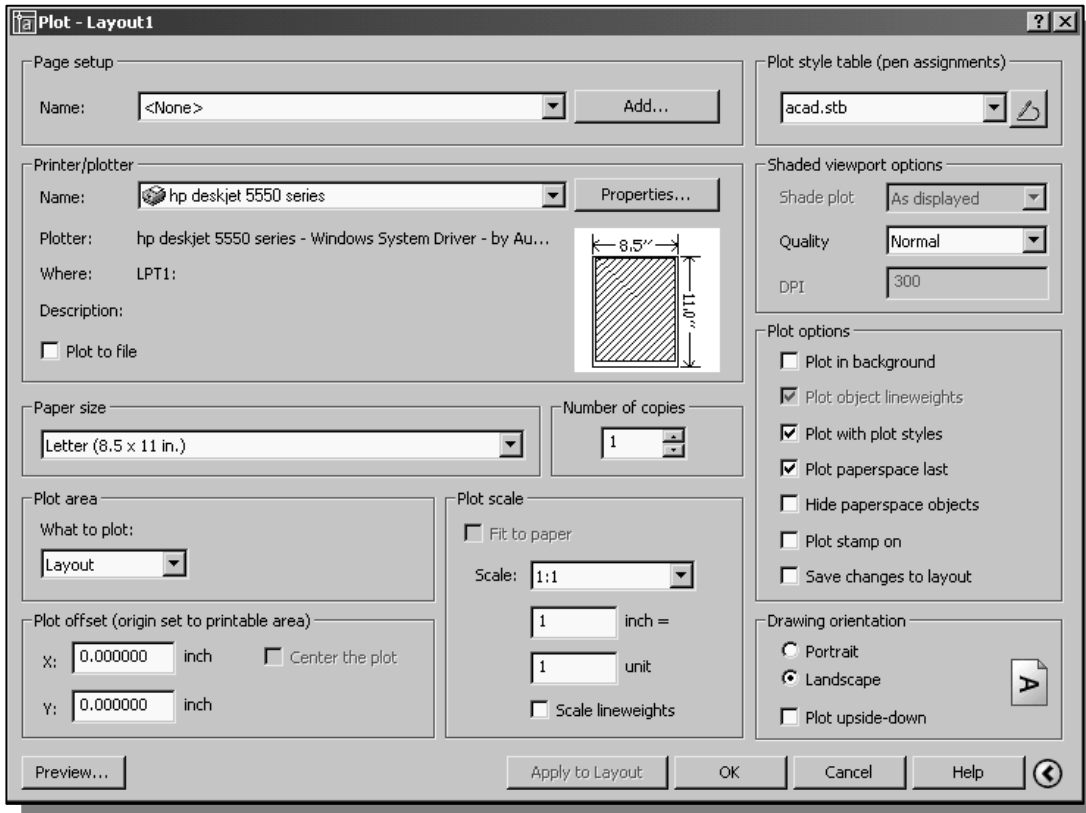 Plot - Layout1
Page setup
Name: <None> Add...
Printer/plotter
Name: hp deskjet 5550 series Properties...
Plotter: hp deskjet 5550 series - Windows System Driver - by Au...
Where: LPT1:
Description:
Plot to file
8.5″
11.0″
Paper size
Letter (8.5 x 11 in.)
Number of copies
1
Plot area
What to plot:
Layout
Plot scale
Fit to paper
Scale: 1:1
1 inch =
1 unit
Scale lineweights
Plot offset (origin set to printable area)
X: 0.000000 inch Center the plot
Y: 0.000000 inch
Plot style table (pen assignments)
acad.stb
Shaded viewport options
Shade plot As displayed
Quality Normal
DPI 300
Plot options
Plot in background
Plot object lineweights
Plot with plot styles
Plot paperspace last
Hide paperspace objects
Plot stamp on
Save changes to layout
Drawing orientation
Portrait
Landscape
A
Plot upside-down
Preview... Apply to Layout OK Cancel Help